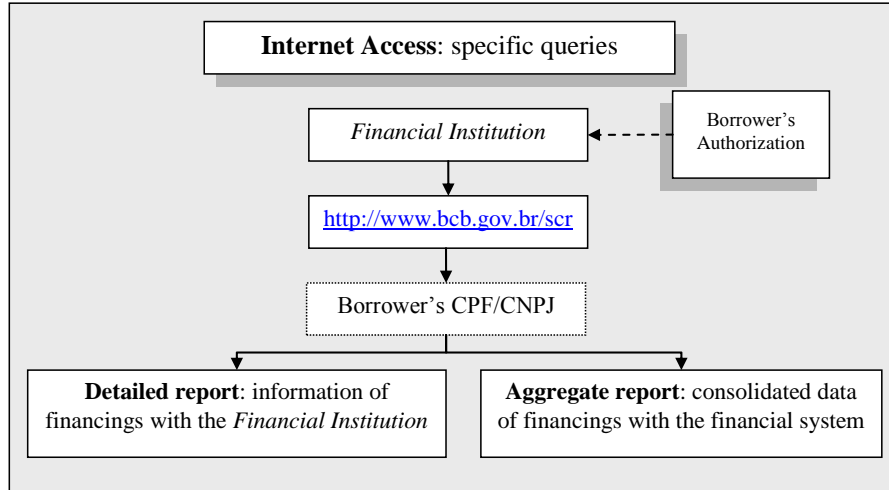 Internet Access: specific queries
Financial Institution
Borrower's
Authorization
http://www.bcb.gov.br/scr
Borrower's CPF/CNPJ
Detailed report: information of
financings with the Financial Institution
Aggregate report: consolidated data
of financings with the financial system